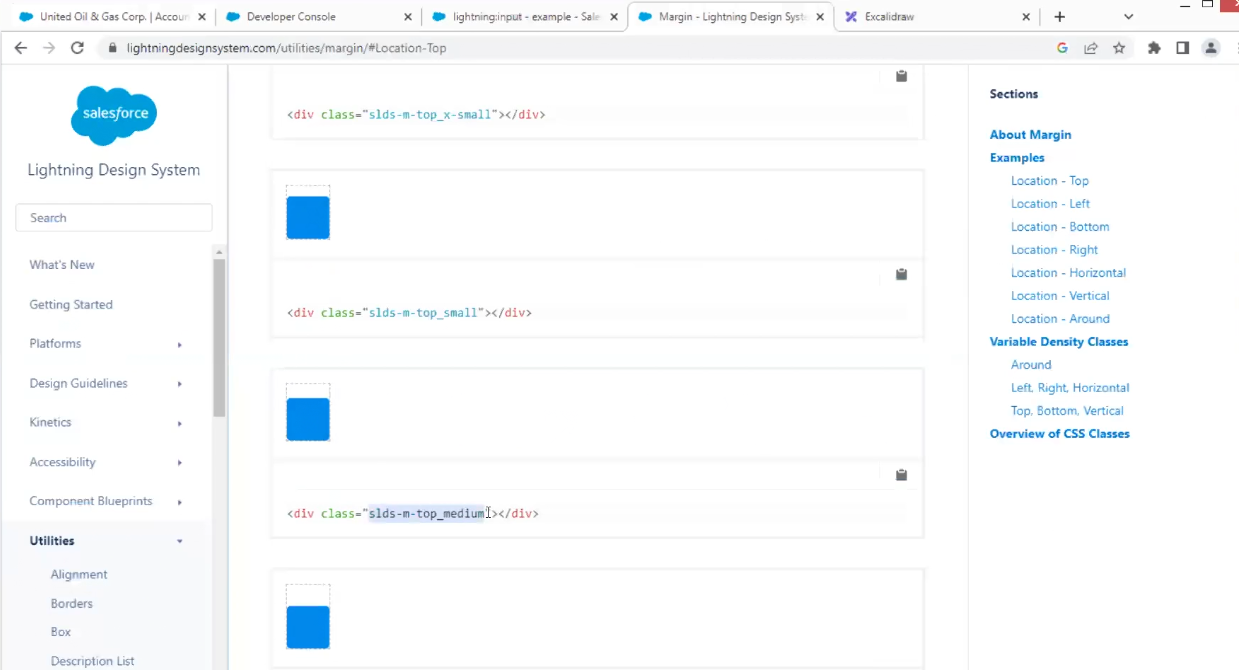 United Oil & Gas Corp. | Accoun
Developer Console
lightning:input - example - Sale
Margin - Lightning Design Syste
Excalidraw
lightningdesignsystem.com/utilities/margin/#Location-Top
salesforce
Lightning Design System
Search
What's New
Getting Started
Platforms
Design Guidelines
Kinetics
Accessibility
Component Blueprints
Utilities
Alignment
Borders
Box
Description List
<div class="slds-m-top_x-small"></div>
<div class="slds-m-top_small"></div>
<div class="slds-m-top_medium"></div>
Sections
About Margin
Examples
Location - Top
Location - Left
Location - Bottom
Location - Right
Location - Horizontal
Location - Vertical
Location - Around
Variable Density Classes
Around
Left, Right, Horizontal
Top, Bottom, Vertical
Overview of CSS Classes